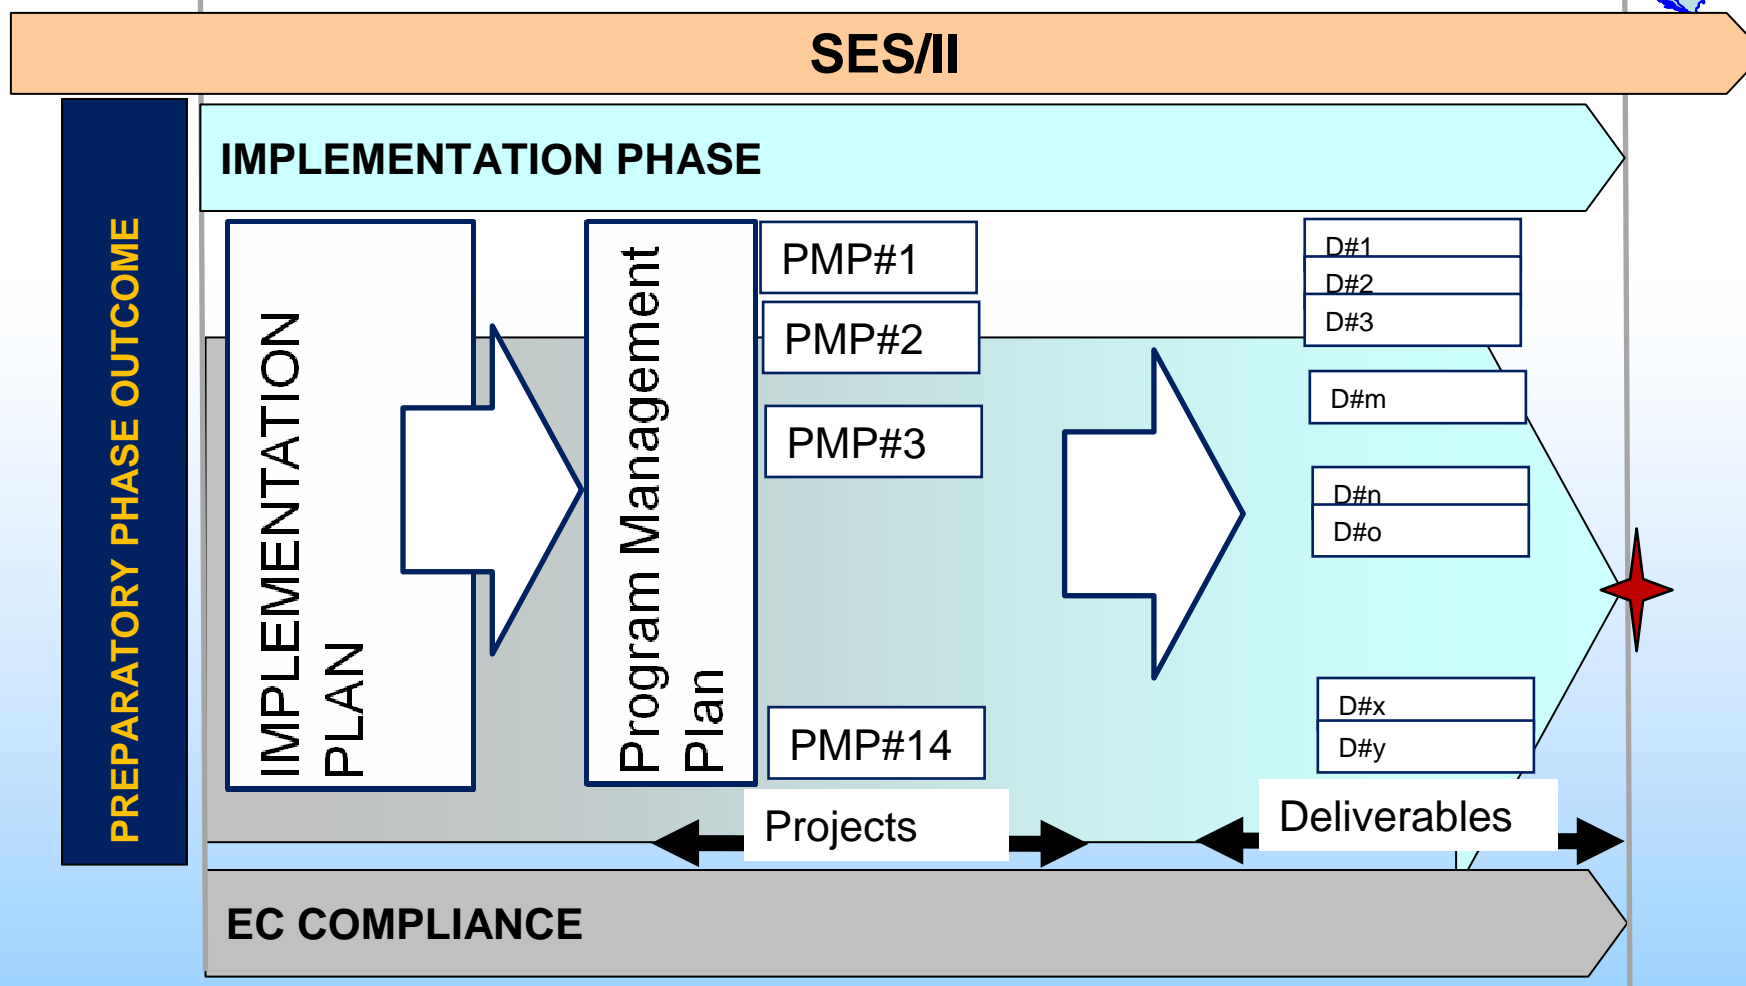 SES/II
IMPLEMENTATION PHASE
PREPARATORY PHASE OUTCOME
IMPLEMENTATION
PLAN
Program Management
Plan
PMP#1
PMP#2
PMP#3
PMP#14
D#1
D#2
D#3
D#m
D#n
D#o
D#x
D#y
Projects
Deliverables
EC COMPLIANCE